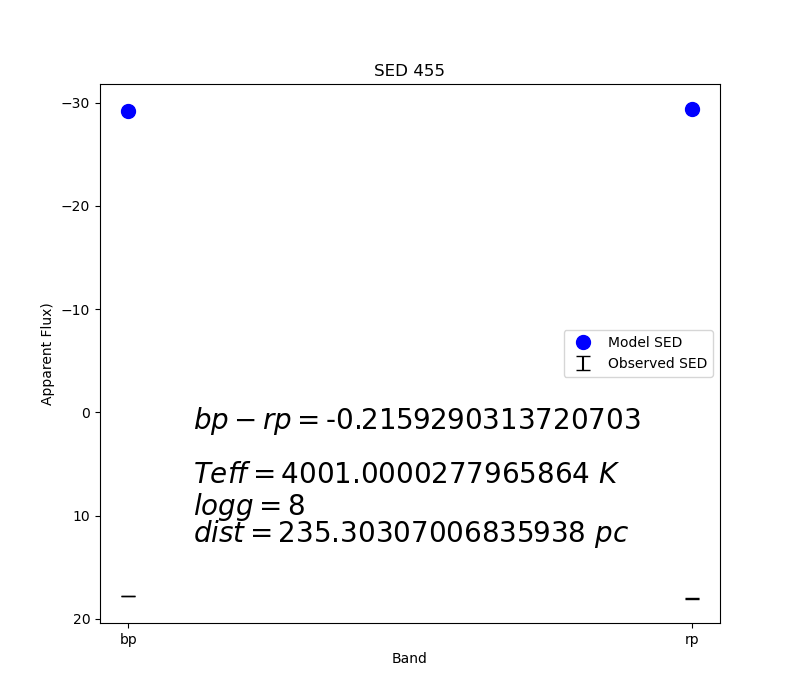 SED 455
−30
−20
−10
0
10
20
Apparent Flux)
Model SED
Observed SED
bp − rp = -0.2159290313720703
Teff = 4001.0000277965864 K
logg = 8
dist = 235.30307006835938 pc
bp
rp
Band